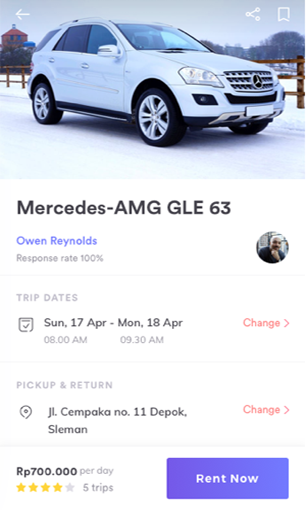 Mercedes-AMG GLE 63
Owen Reynolds
Response rate 100%
TRIP DATES
Sun, 17 Apr - Mon, 18 Apr
Change
08.00 AM 09.30 AM
PICKUP & RETURN
Jl. Cempaka no. 11 Depok,
Change
Sleman
Rp700.000 per day
5 trips
Rent Now